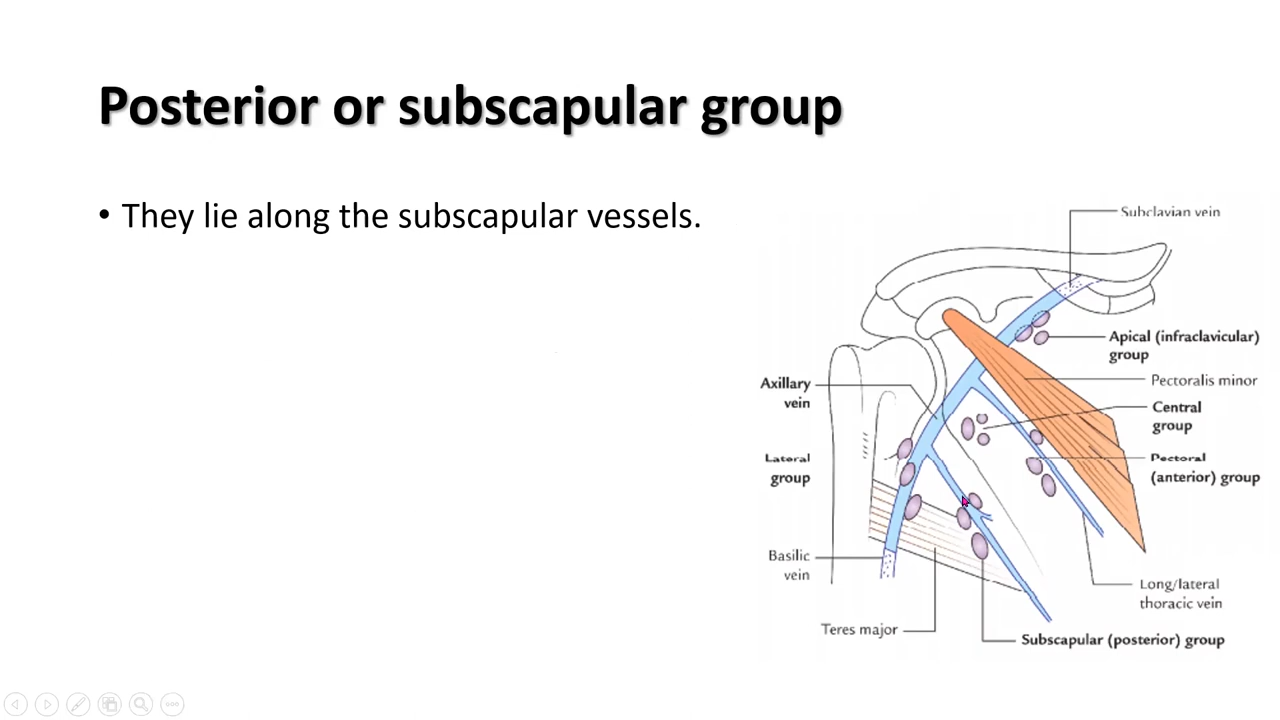 Posterior or subscapular group
• They lie along the subscapular vessels.
Subclavian vein
Apical (infraclavicular)
group
Pectoralis minor
Axillary
vein
Central
group
Lateral
group
Pectoral
(anterior) group
Basilic
vein
Long/lateral
thoracic vein
Teres major
Subscapular (posterior) group